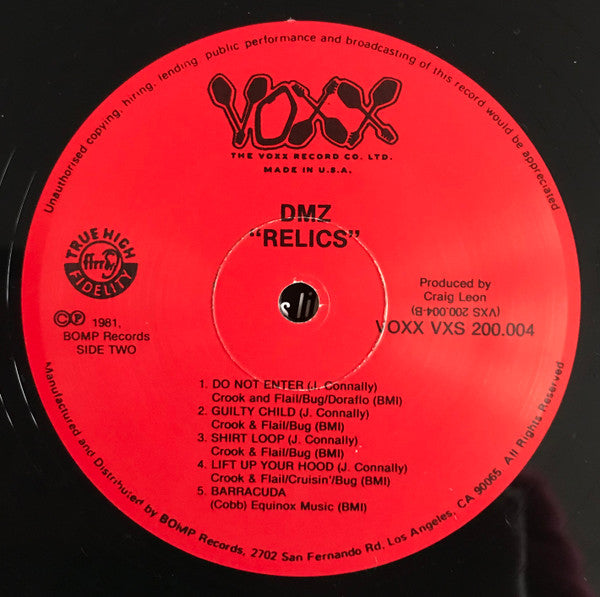 Unauthorised copying, hiring, lending public performance and broadcasting of this record would be appreciated
VOXX
THE VOXX RECORD CO. LTD.
MADE IN U.S.A.
DMZ
"RELICS"
TRUE HIGH
ffrr
FIDELITY
Ⓒ Ⓟ 1981,
BOMP Records
SIDE TWO
Produced by
Craig Leon
(VXS 200.004-B)
VOXX VXS 200.004
1. DO NOT ENTER (J. Connally)
Crook and Flail/Bug/Doraflo (BMI)
2. GUILTY CHILD (J. Connally)
Crook & Flail/Bug (BMI)
3. SHIRT LOOP (J. Connally)
Crook & Flail/Bug (BMI)
4. LIFT UP YOUR HOOD (J. Connally)
Crook & Flail/Cruisin'/Bug (BMI)
5. BARRACUDA
(Cobb) Equinox Music (BMI)
Manufactured and Distributed by BOMP Records, 2702 San Fernando Rd. Los Angeles, CA 90065. All Rights Reserved